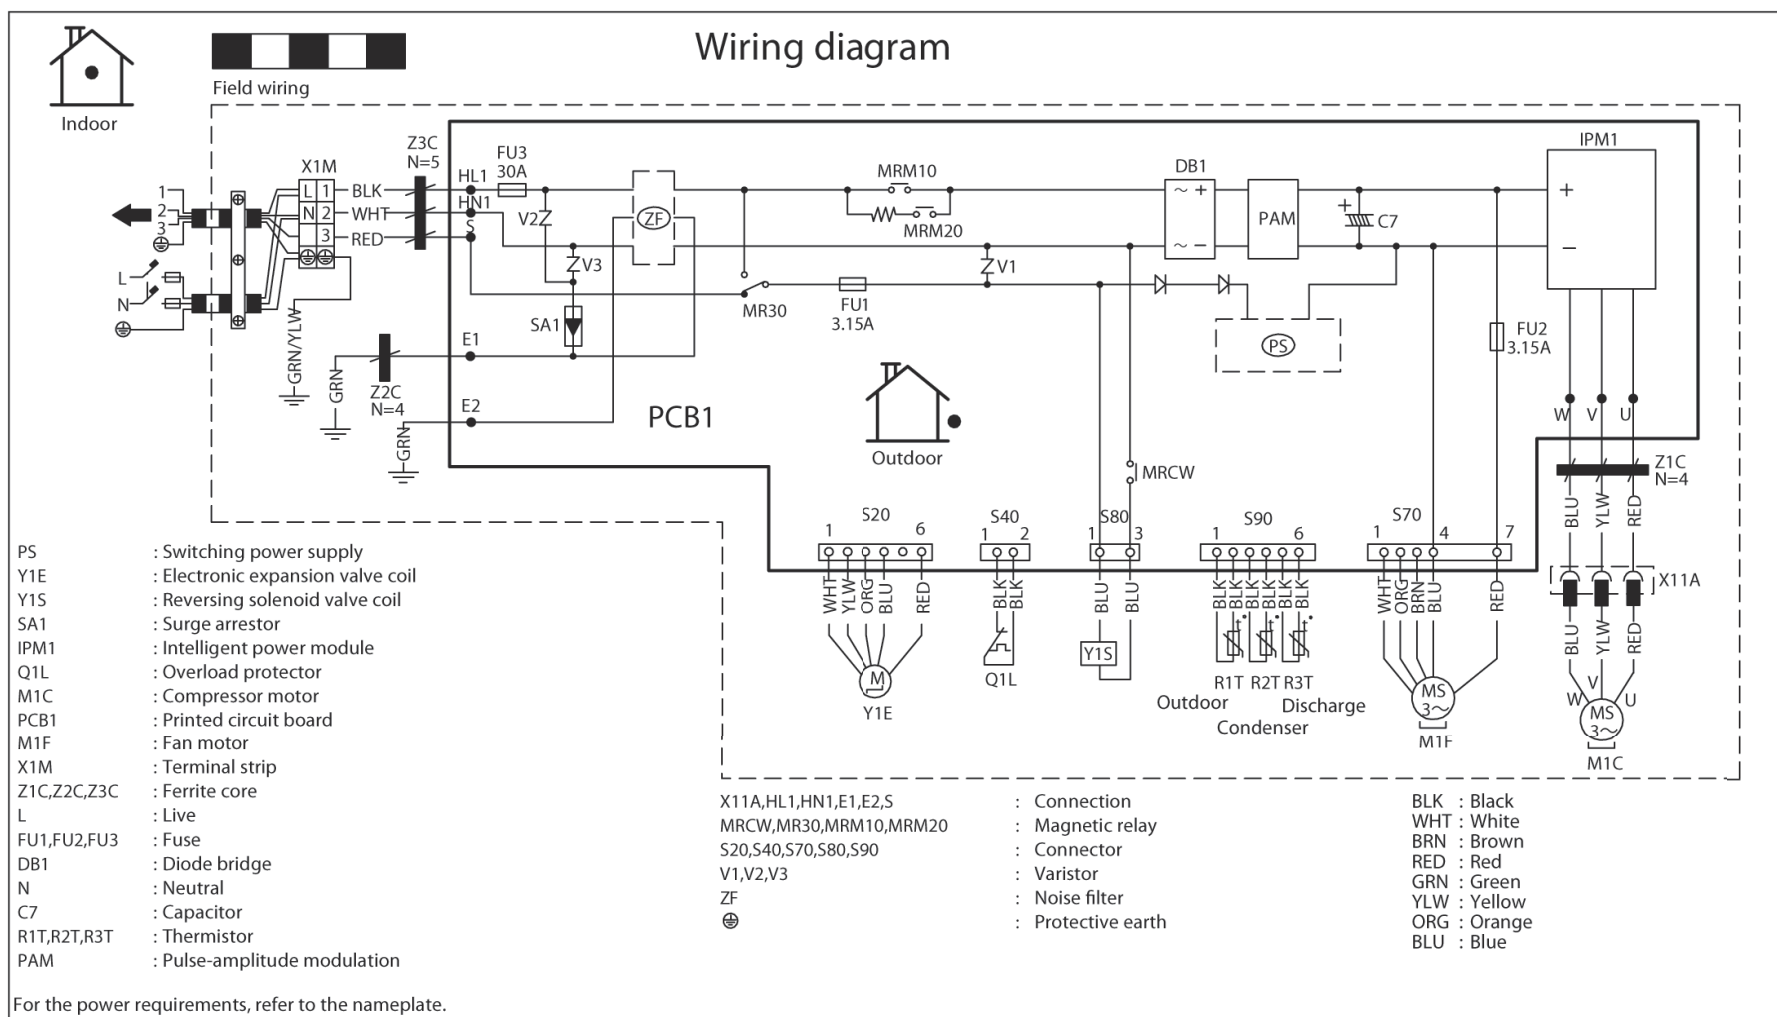 Wiring diagram
Indoor
Field wiring
X1M
Z3C
N=5
FU3
30A
HL1
HN1
S
1
2
3
L 1 BLK
N 2 WHT
3 RED
L
N
GRN/YLW
GRN
Z2C
N=4
E1
E2
GRN
V2
V3
SA1
ZF
MRM10
MRM20
MR30
FU1
3.15A
V1
DB1
~ +
~ −
PAM
+
C7
PS
IPM1
+
−
FU2
3.15A
W V U
PCB1
Outdoor
MRCW
Z1C
N=4
BLU YLW RED
X11A
BLU YLW RED
W V U
MS
3~
M1C
S20
1 6
WHT YLW ORG BLU RED
M
Y1E
S40
1 2
BLK BLK
Q1L
S80
1 3
BLU BLU
Y1S
S90
1 6
BLK BLK BLK BLK BLK BLK
t° t° t°
R1T R2T R3T
Outdoor Discharge
Condenser
S70
1 4 7
WHT ORG BRN BLU RED
MS
3~
M1F
PS : Switching power supply
Y1E : Electronic expansion valve coil
Y1S : Reversing solenoid valve coil
SA1 : Surge arrestor
IPM1 : Intelligent power module
Q1L : Overload protector
M1C : Compressor motor
PCB1 : Printed circuit board
M1F : Fan motor
X1M : Terminal strip
Z1C,Z2C,Z3C : Ferrite core
L : Live
FU1,FU2,FU3 : Fuse
DB1 : Diode bridge
N : Neutral
C7 : Capacitor
R1T,R2T,R3T : Thermistor
PAM : Pulse-amplitude modulation
X11A,HL1,HN1,E1,E2,S : Connection
MRCW,MR30,MRM10,MRM20 : Magnetic relay
S20,S40,S70,S80,S90 : Connector
V1,V2,V3 : Varistor
ZF : Noise filter
: Protective earth
BLK : Black
WHT : White
BRN : Brown
RED : Red
GRN : Green
YLW : Yellow
ORG : Orange
BLU : Blue
For the power requirements, refer to the nameplate.